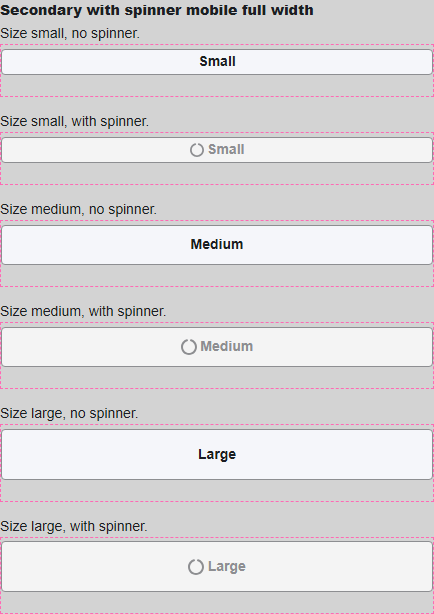 Secondary with spinner mobile full width
Size small, no spinner.
Small
Size small, with spinner.
Small
Size medium, no spinner.
Medium
Size medium, with spinner.
Medium
Size large, no spinner.
Large
Size large, with spinner.
Large